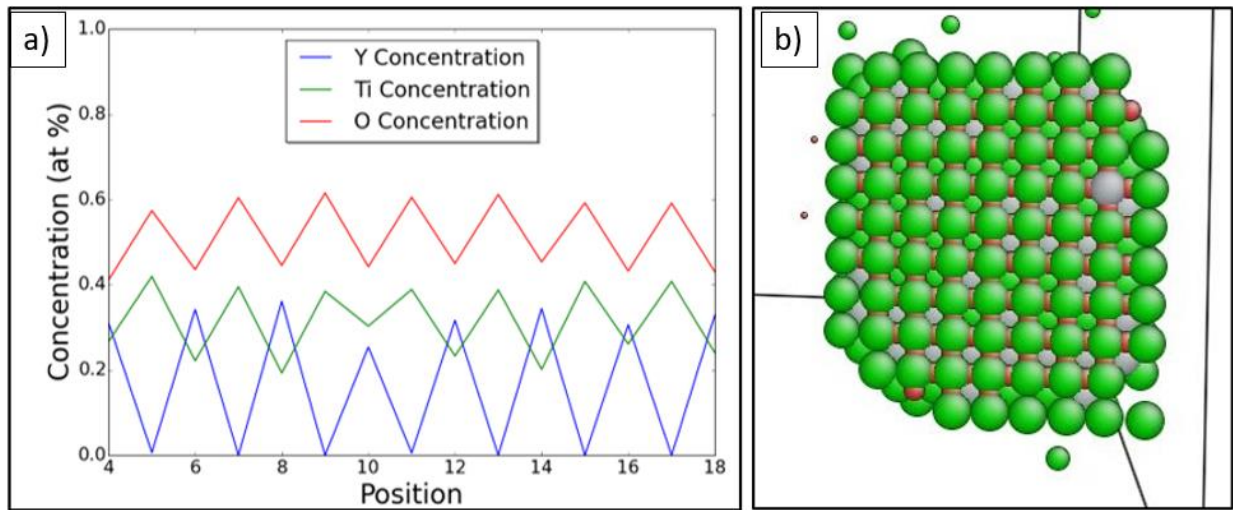 a)
1.0
0.8
0.6
0.4
0.2
0.0
Concentration (at %)
Y Concentration
Ti Concentration
O Concentration
4
6
8
10
12
14
16
18
Position
b)